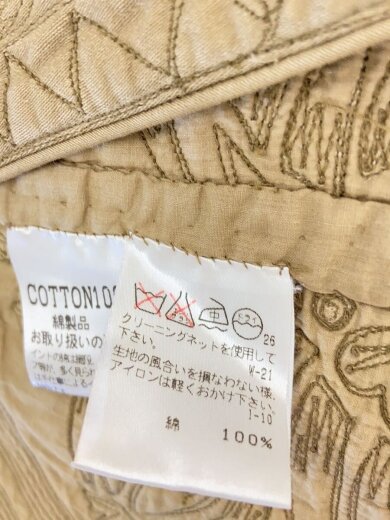 COTTON10
綿製品
お取り扱いの
26
クリーニングネットを使用して
下さい。
W-21
生地の風合いを損なわない様、
アイロンは軽くおかけ下さい。
I-10
綿 100%